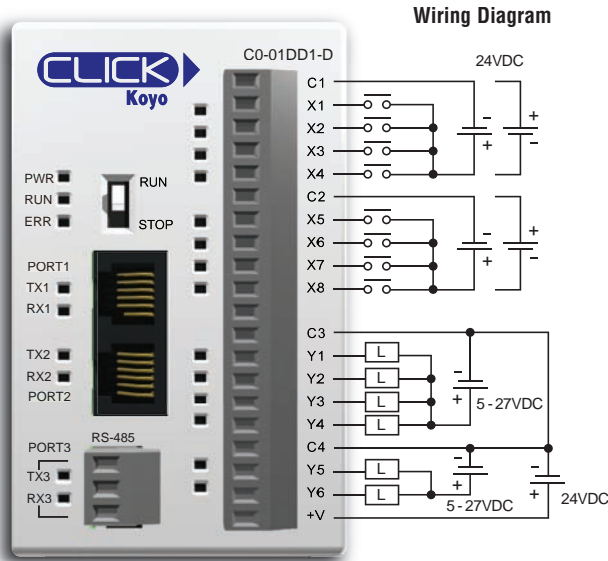 Wiring Diagram
CLICK
Koyo
C0-01DD1-D
24VDC
C1
X1
X2
X3
X4
C2
X5
X6
X7
X8
C3
Y1 L
Y2 L
Y3 L
Y4 L
C4
Y5 L
Y6 L
+V
- + + -
- + + -
- + 5-27VDC
- + 5-27VDC
- + 24VDC
PWR
RUN
ERR
RUN
STOP
PORT1
TX1
RX1
TX2
RX2
PORT2
PORT3
RS-485
TX3
RX3